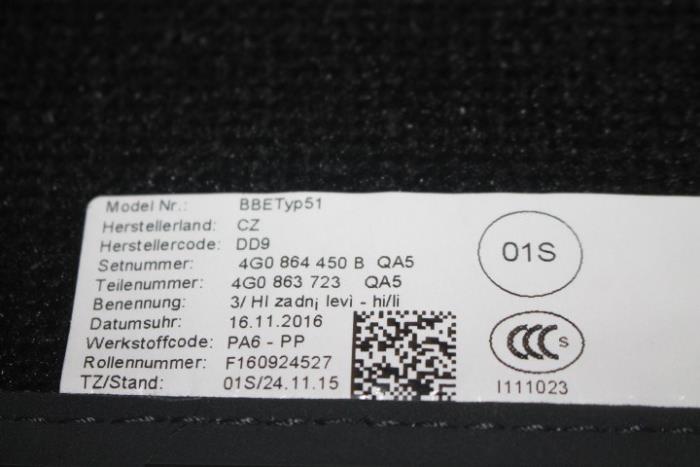 Model Nr.: BBETyp51
Herstellerland: CZ
Herstellercode: DD9
Setnummer: 4G0 864 450 B QA5
Teilenummer: 4G0 863 723 QA5
Benennung: 3/ HI zadn¡ levi - hi/li
Datumsuhr: 16.11.2016
Werkstoffcode: PA6 - PP
Rollennummer: F160924527
TZ/Stand: 01S/24.11.15
01S
CCC S
I111023